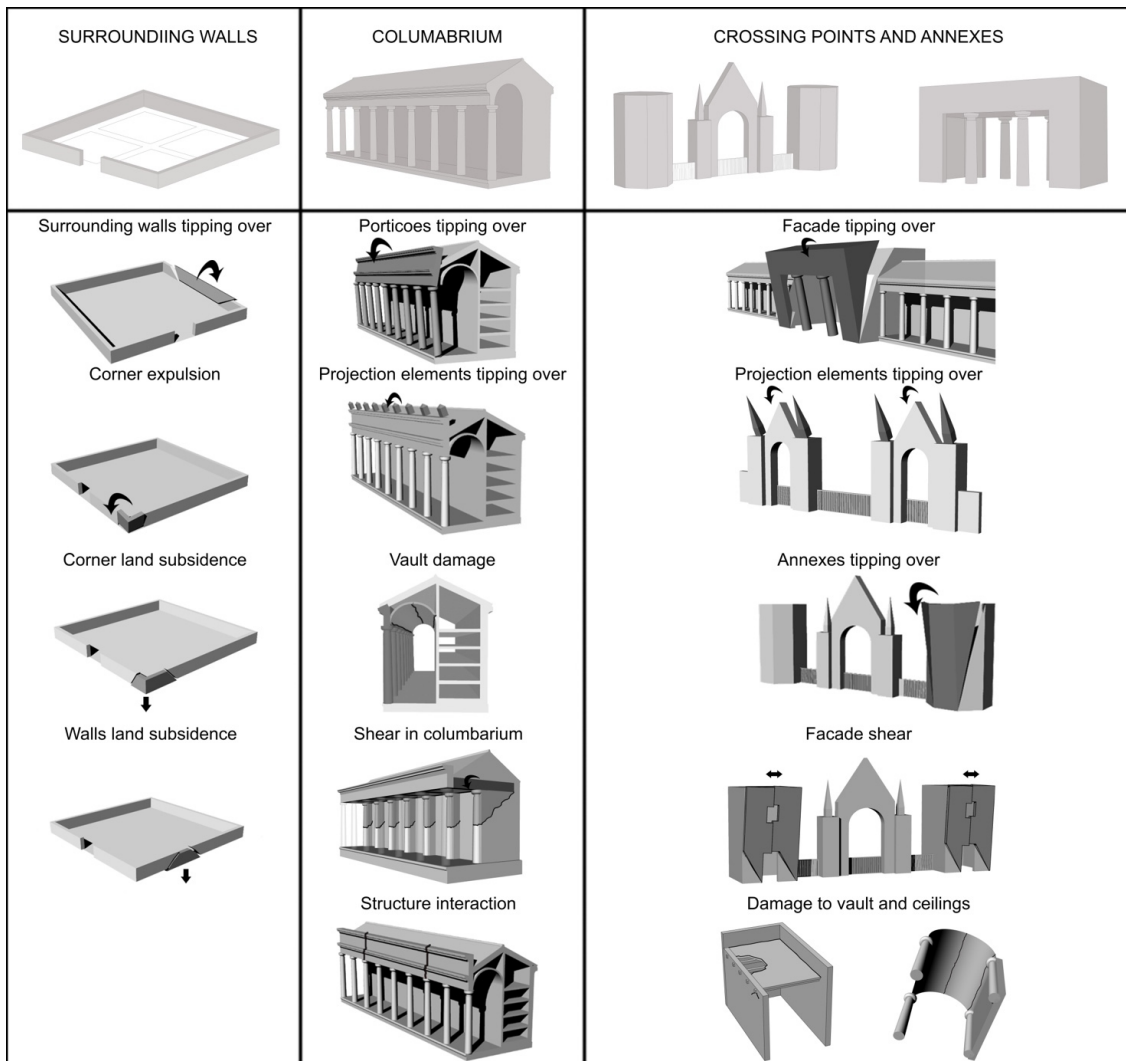 SURROUNDIING WALLS
COLUMABRIUM
CROSSING POINTS AND ANNEXES
Surrounding walls tipping over
Porticoes tipping over
Facade tipping over
Corner expulsion
Projection elements tipping over
Projection elements tipping over
Corner land subsidence
Vault damage
Annexes tipping over
Walls land subsidence
Shear in columbarium
Facade shear
Structure interaction
Damage to vault and ceilings